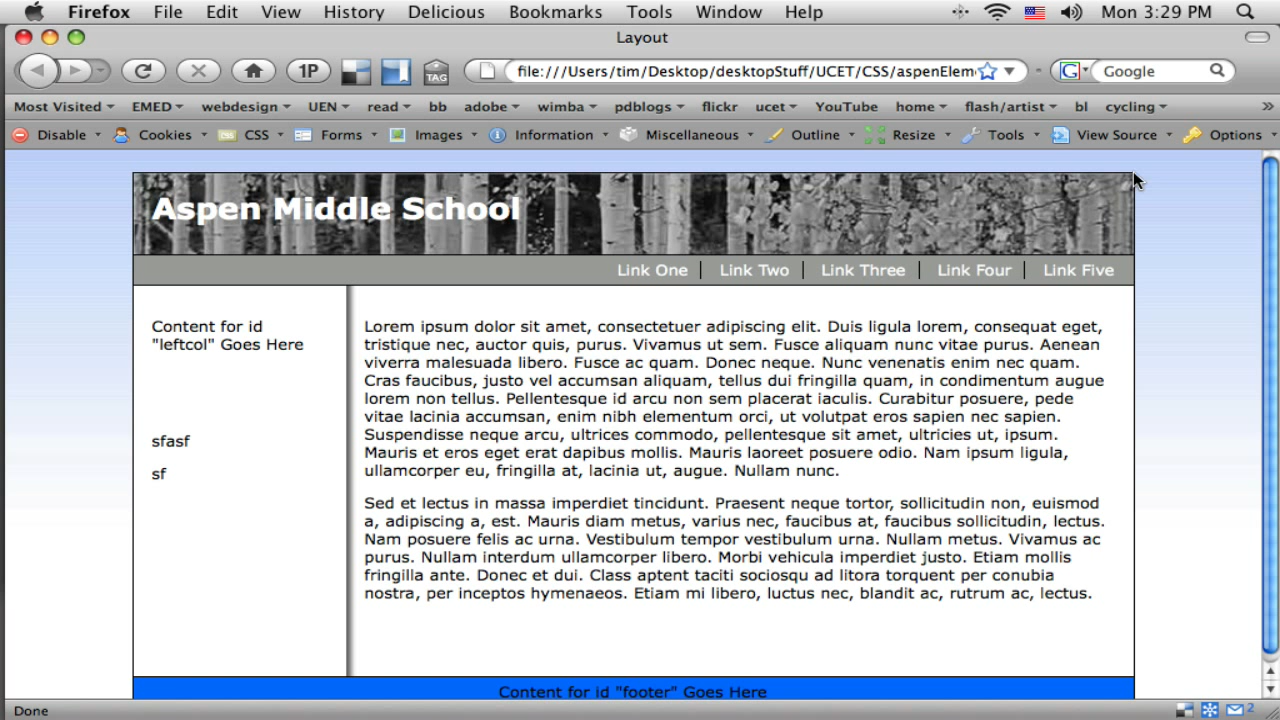 Firefox File Edit View History Delicious Bookmarks Tools Window Help Mon 3:29 PM
Layout
1P TAG file:///Users/tim/Desktop/desktopStuff/UCET/CSS/aspenElem G Google
Most Visited EMED webdesign UEN read bb adobe wimba pdblogs flickr ucet YouTube home flash/artist bl cycling »
Disable Cookies CSS Forms Images Information Miscellaneous Outline Resize Tools View Source Options
Aspen Middle School
Link One Link Two Link Three Link Four Link Five
Content for id
"leftcol" Goes Here
sfasf
sf
Lorem ipsum dolor sit amet, consectetuer adipiscing elit. Duis ligula lorem, consequat eget,
tristique nec, auctor quis, purus. Vivamus ut sem. Fusce aliquam nunc vitae purus. Aenean
viverra malesuada libero. Fusce ac quam. Donec neque. Nunc venenatis enim nec quam.
Cras faucibus, justo vel accumsan aliquam, tellus dui fringilla quam, in condimentum augue
lorem non tellus. Pellentesque id arcu non sem placerat iaculis. Curabitur posuere, pede
vitae lacinia accumsan, enim nibh elementum orci, ut volutpat eros sapien nec sapien.
Suspendisse neque arcu, ultrices commodo, pellentesque sit amet, ultricies ut, ipsum.
Mauris et eros eget erat dapibus mollis. Mauris laoreet posuere odio. Nam ipsum ligula,
ullamcorper eu, fringilla at, lacinia ut, augue. Nullam nunc.
Sed et lectus in massa imperdiet tincidunt. Praesent neque tortor, sollicitudin non, euismod
a, adipiscing a, est. Mauris diam metus, varius nec, faucibus at, faucibus sollicitudin, lectus.
Nam posuere felis ac urna. Vestibulum tempor vestibulum urna. Nullam metus. Vivamus ac
purus. Nullam interdum ullamcorper libero. Morbi vehicula imperdiet justo. Etiam mollis
fringilla ante. Donec et dui. Class aptent taciti sociosqu ad litora torquent per conubia
nostra, per inceptos hymenaeos. Etiam mi libero, luctus nec, blandit ac, rutrum ac, lectus.
Content for id "footer" Goes Here
Done 2